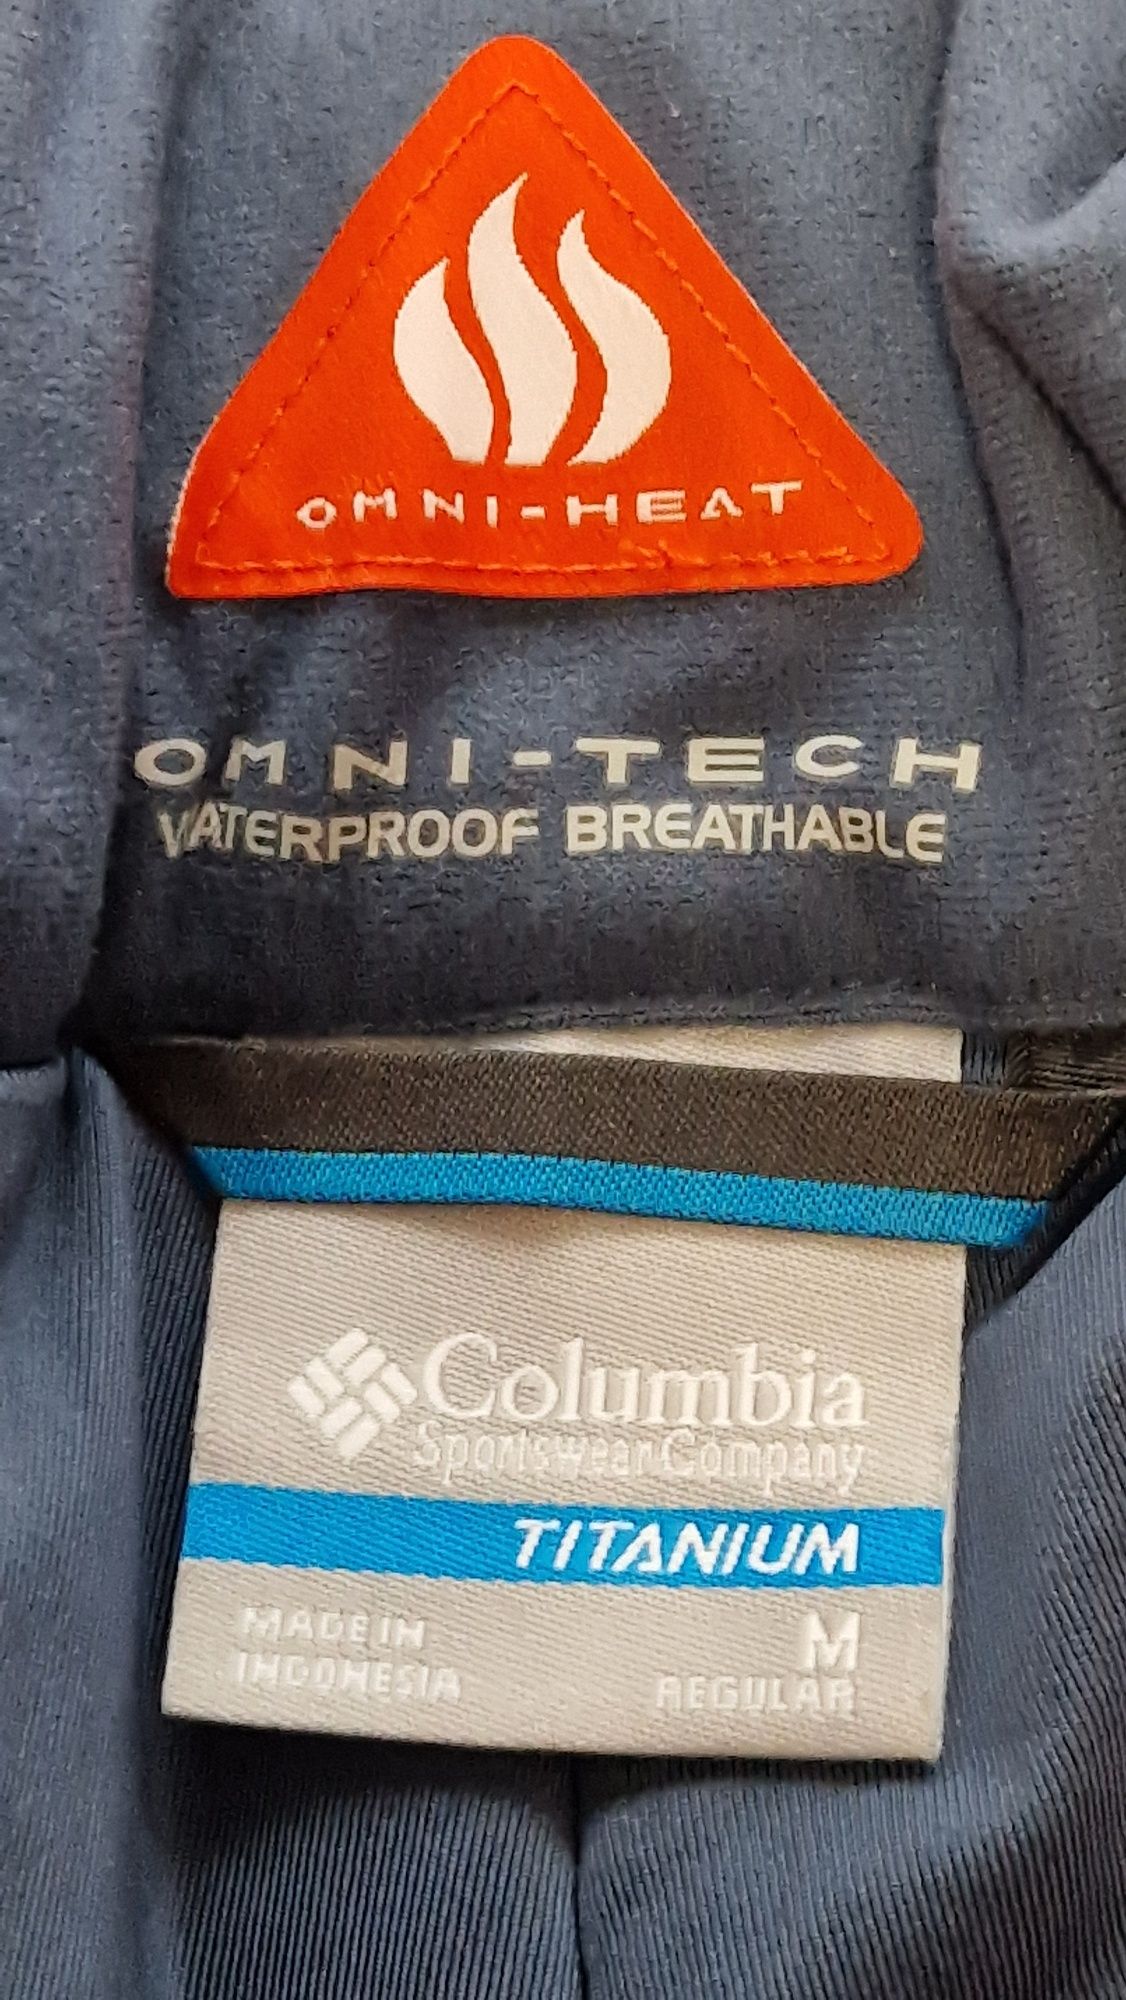 OMNI-HEAT
OMNI-TECH
WATERPROOF BREATHABLE
Columbia
Sportswear Company
TITANIUM
MADE IN
INDONESIA
M
REGULAR